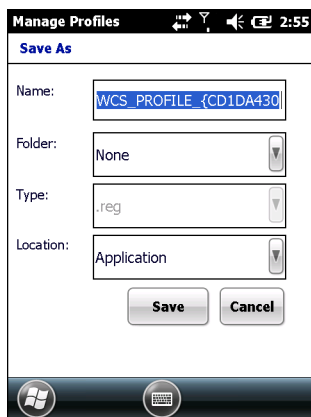 Manage Profiles 2:55
Save As
Name: WCS_PROFILE_{CD1DA430
Folder: None
Type: .reg
Location: Application
Save Cancel